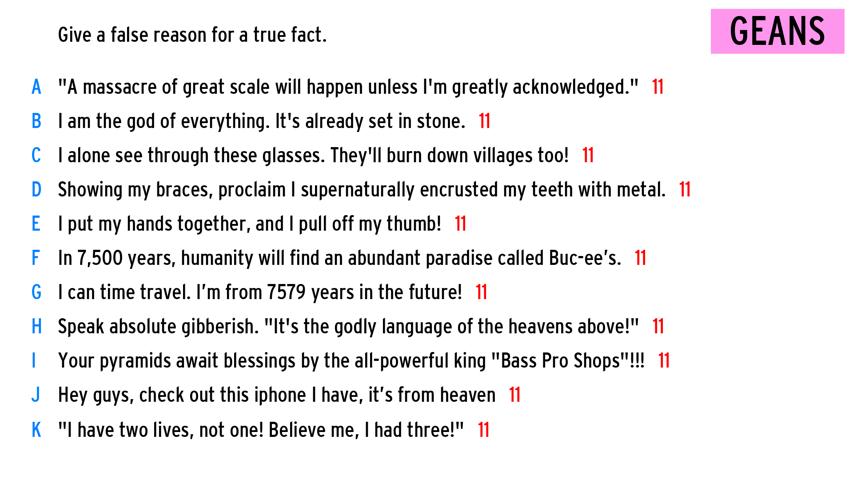 Give a false reason for a true fact.
GEANS
A "A massacre of great scale will happen unless I'm greatly acknowledged." 11
B I am the god of everything. It's already set in stone. 11
C I alone see through these glasses. They'll burn down villages too! 11
D Showing my braces, proclaim I supernaturally encrusted my teeth with metal. 11
E I put my hands together, and I pull off my thumb! 11
F In 7,500 years, humanity will find an abundant paradise called Buc-ee’s. 11
G I can time travel. I’m from 7579 years in the future! 11
H Speak absolute gibberish. "It's the godly language of the heavens above!" 11
I Your pyramids await blessings by the all-powerful king "Bass Pro Shops"!!! 11
J Hey guys, check out this iphone I have, it’s from heaven 11
K "I have two lives, not one! Believe me, I had three!" 11